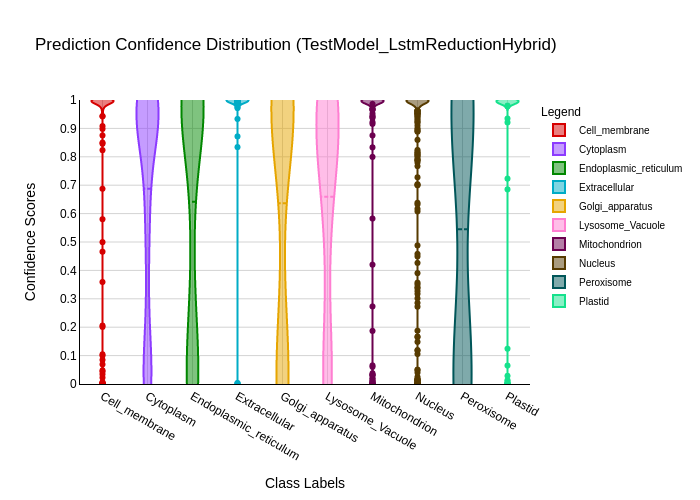 Prediction Confidence Distribution (TestModel_LstmReductionHybrid)
Confidence Scores
1
0.9
0.8
0.7
0.6
0.5
0.4
0.3
0.2
0.1
0
Cell_membrane
Cytoplasm
Endoplasmic_reticulum
Extracellular
Golgi_apparatus
Lysosome_Vacuole
Mitochondrion
Nucleus
Peroxisome
Plastid
Class Labels
Legend
Cell_membrane
Cytoplasm
Endoplasmic_reticulum
Extracellular
Golgi_apparatus
Lysosome_Vacuole
Mitochondrion
Nucleus
Peroxisome
Plastid